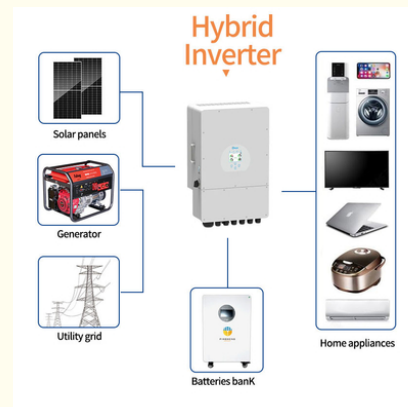 Hybrid
Inverter
Solar panels
Generator
Utility grid
Batteries banK
Home appliances